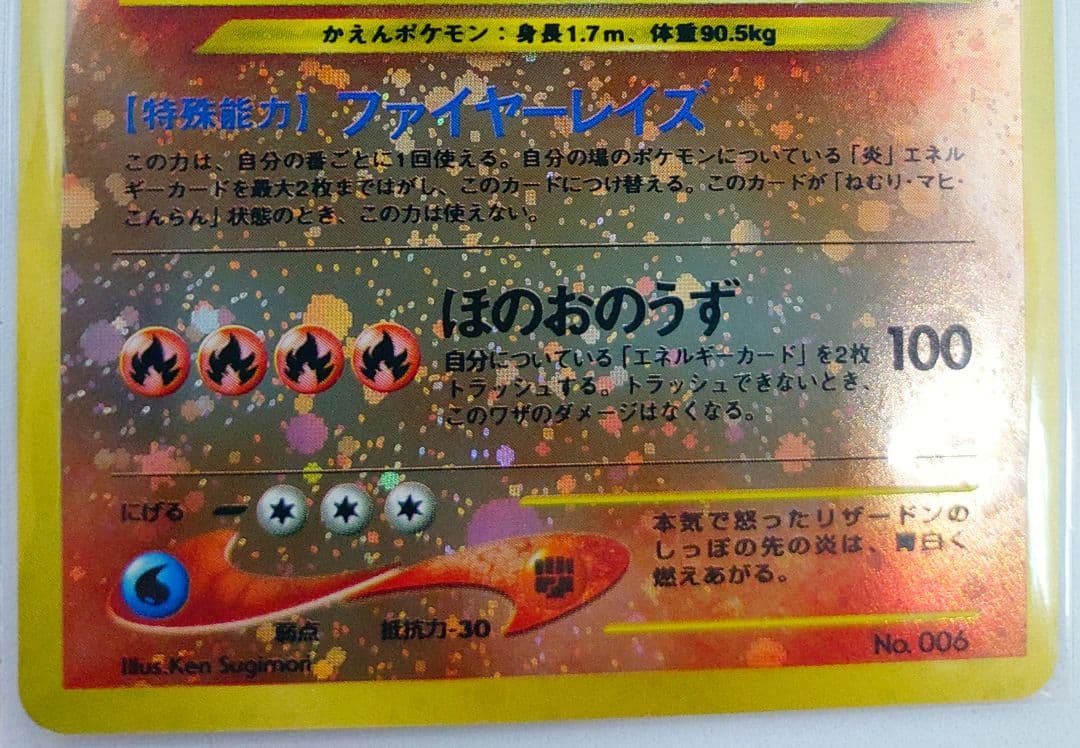 かえんポケモン：身長1.7m、体重90.5kg
【特殊能力】ファイヤーレイズ
この力は、自分の番ごとに1回使える。自分の場のポケモンについている「炎」エネル
ギーカードを最大2枚まではがし、このカードにつけ替える。このカードが「ねむり・マヒ・
こんらん」状態のとき、この力は使えない。
ほのおのうず 100
自分についている「エネルギーカード」を2枚
トラッシュする。トラッシュできないとき、
このワザのダメージはなくなる。
にげる
本気で怒ったリザードンの
しっぽの先の炎は、青白く
燃えあがる。
弱点 抵抗力-30
Illus.Ken Sugimori
No. 006